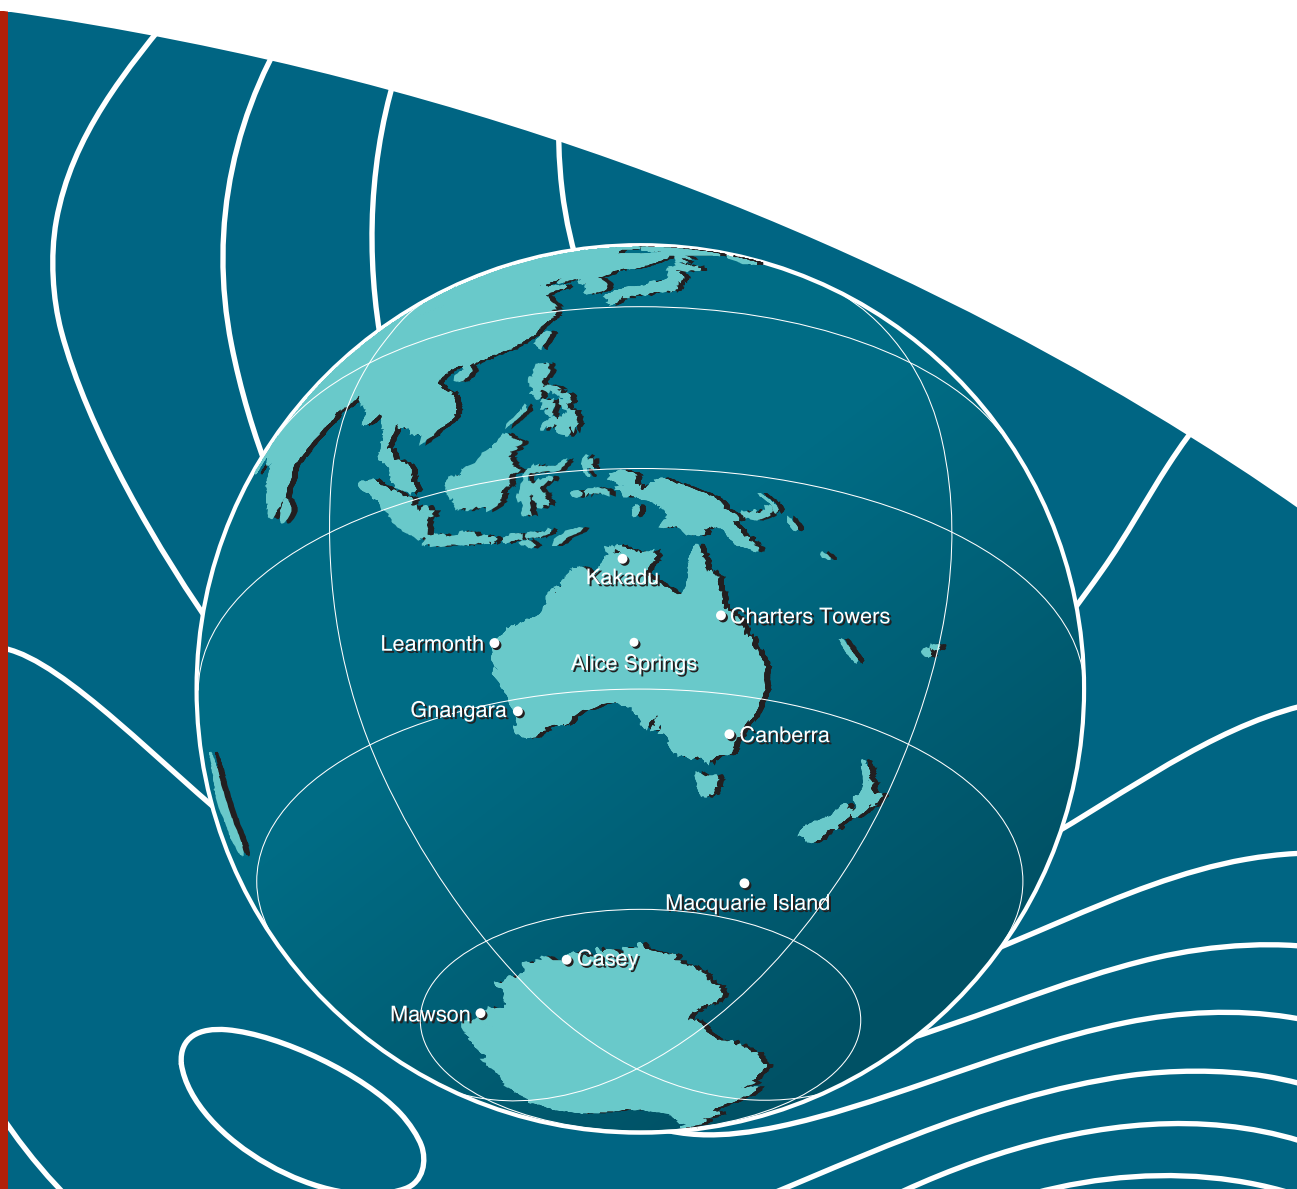 Kakadu
Charters Towers
Learmonth
Alice Springs
Gnangara
Canberra
Macquarie Island
Casey
Mawson